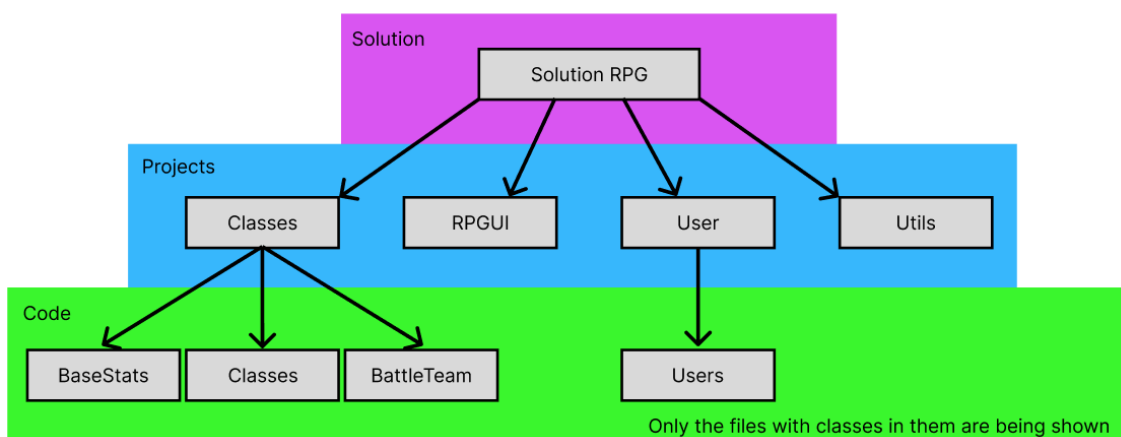 Solution
Solution RPG
Projects
Classes
RPGUI
User
Utils
Code
BaseStats
Classes
BattleTeam
Users
Only the files with classes in them are being shown